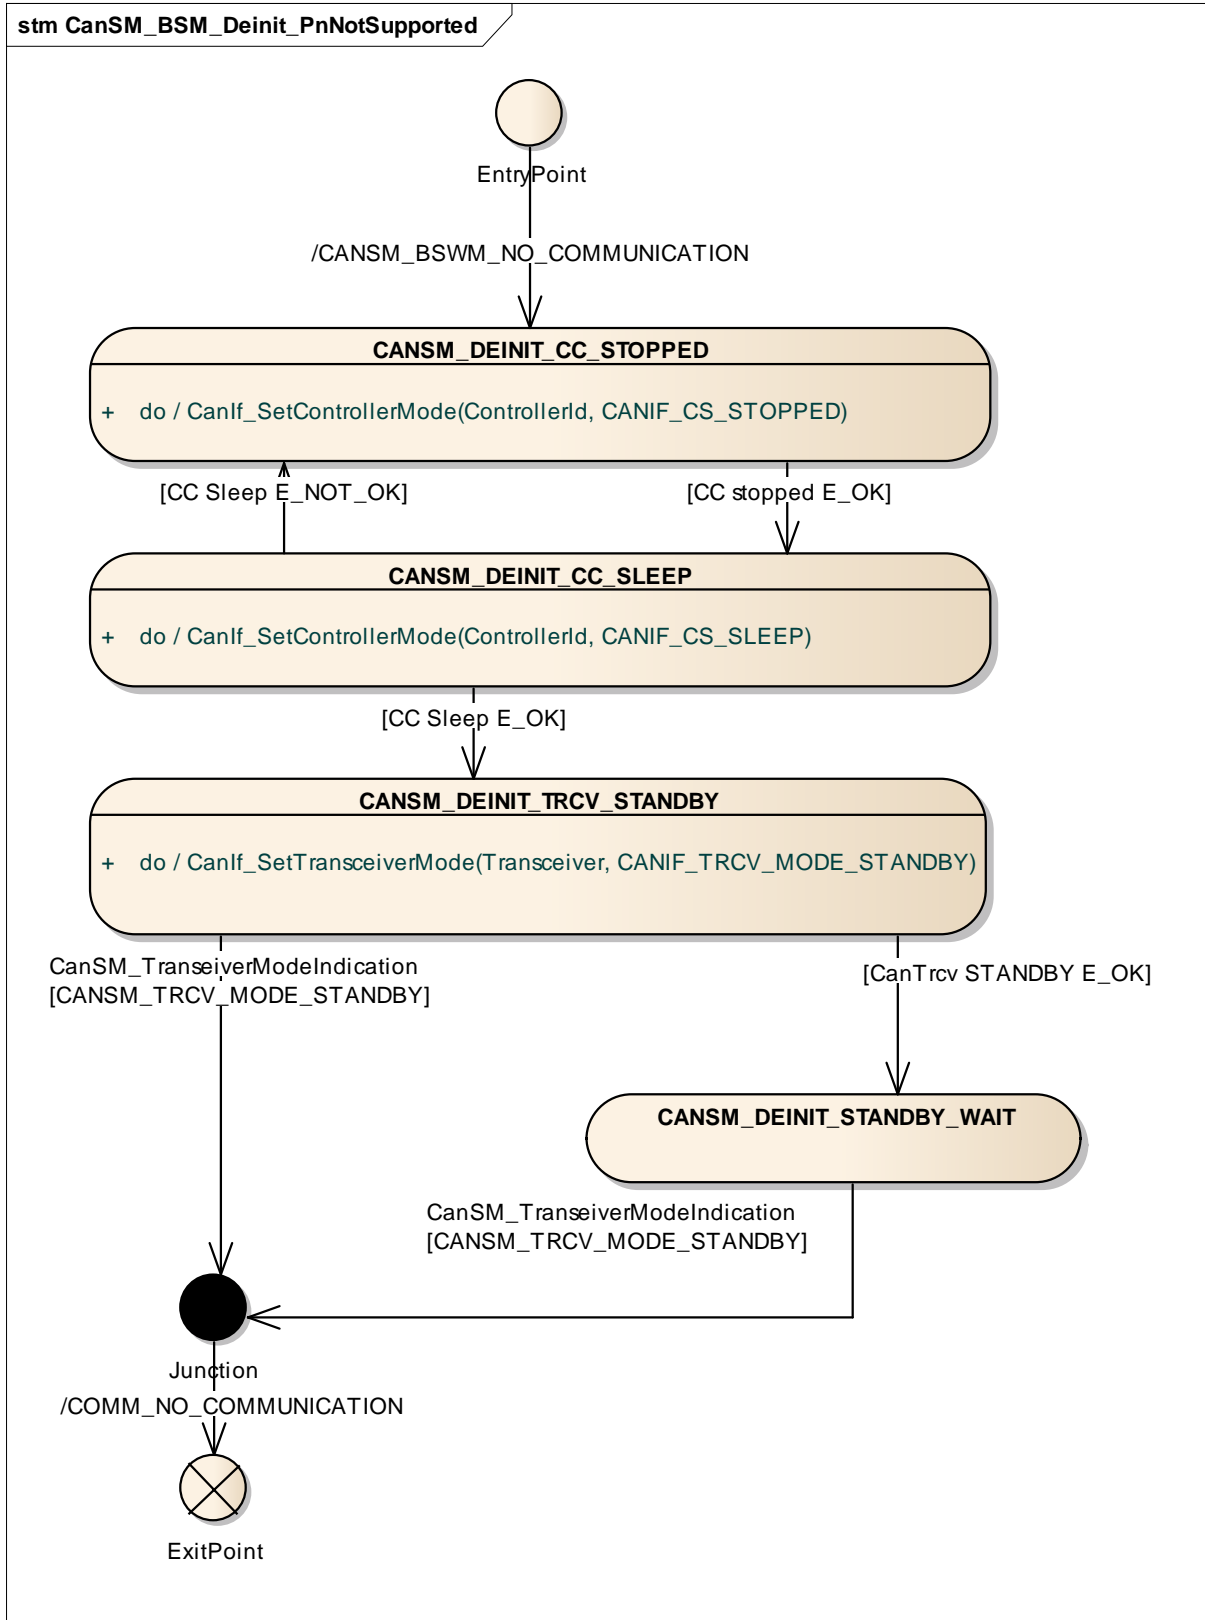 stm CanSM_BSM_Deinit_PnNotSupported
EntryPoint
/CANSM_BSWM_NO_COMMUNICATION
CANSM_DEINIT_CC_STOPPED
+ do / CanIf_SetControllerMode(ControllerId, CANIF_CS_STOPPED)
[CC Sleep E_NOT_OK]
[CC stopped E_OK]
CANSM_DEINIT_CC_SLEEP
+ do / CanIf_SetControllerMode(ControllerId, CANIF_CS_SLEEP)
[CC Sleep E_OK]
CANSM_DEINIT_TRCV_STANDBY
+ do / CanIf_SetTransceiverMode(Transceiver, CANIF_TRCV_MODE_STANDBY)
CanSM_TranseiverModeIndication
[CANSM_TRCV_MODE_STANDBY]
[CanTrcv STANDBY E_OK]
CANSM_DEINIT_STANDBY_WAIT
CanSM_TranseiverModeIndication
[CANSM_TRCV_MODE_STANDBY]
Junction
/COMM_NO_COMMUNICATION
ExitPoint